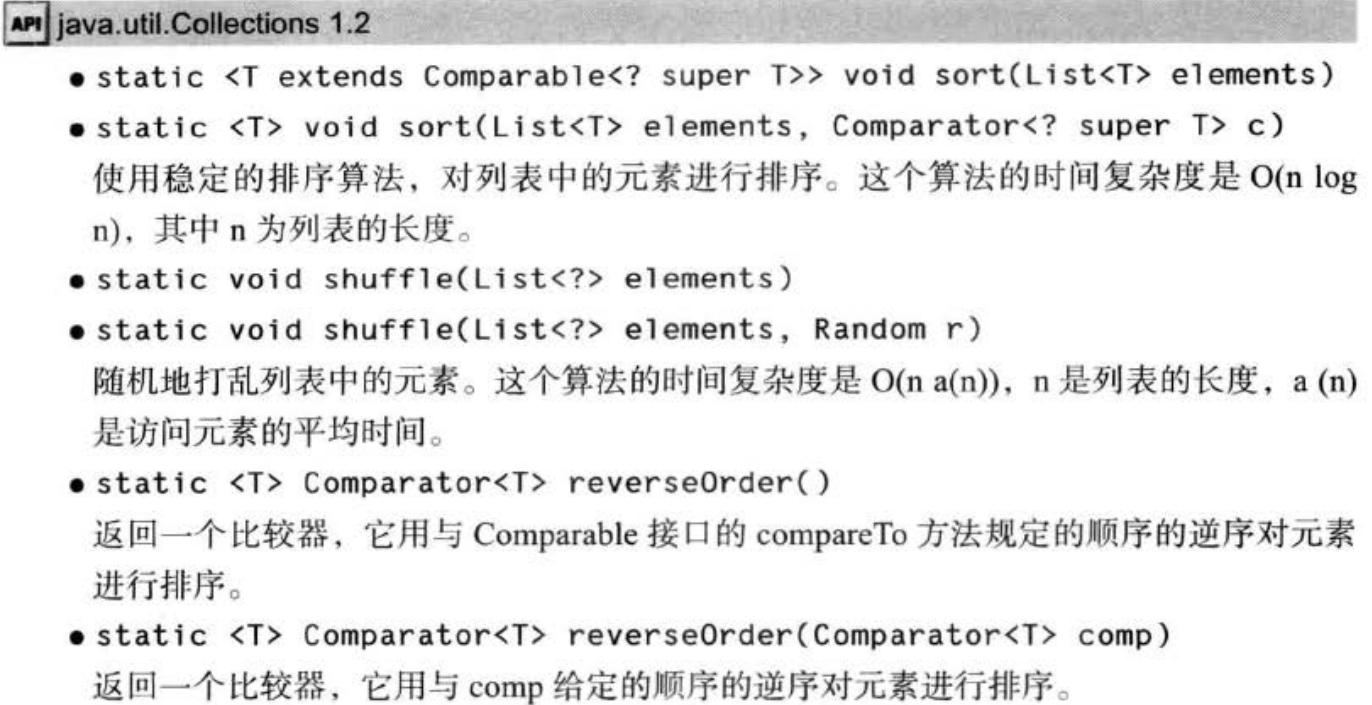 API java.util.Collections 1.2
● static <T extends Comparable<? super T>> void sort(List<T> elements)
● static <T> void sort(List<T> elements, Comparator<? super T> c)
使用稳定的排序算法，对列表中的元素进行排序。这个算法的时间复杂度是 O(n log
n)，其中 n 为列表的长度。
● static void shuffle(List<?> elements)
● static void shuffle(List<?> elements, Random r)
随机地打乱列表中的元素。这个算法的时间复杂度是 O(n a(n))，n 是列表的长度，a (n)
是访问元素的平均时间。
● static <T> Comparator<T> reverseOrder()
返回一个比较器，它用与 Comparable 接口的 compareTo 方法规定的顺序的逆序对元素
进行排序。
● static <T> Comparator<T> reverseOrder(Comparator<T> comp)
返回一个比较器，它用与 comp 给定的顺序的逆序对元素进行排序。